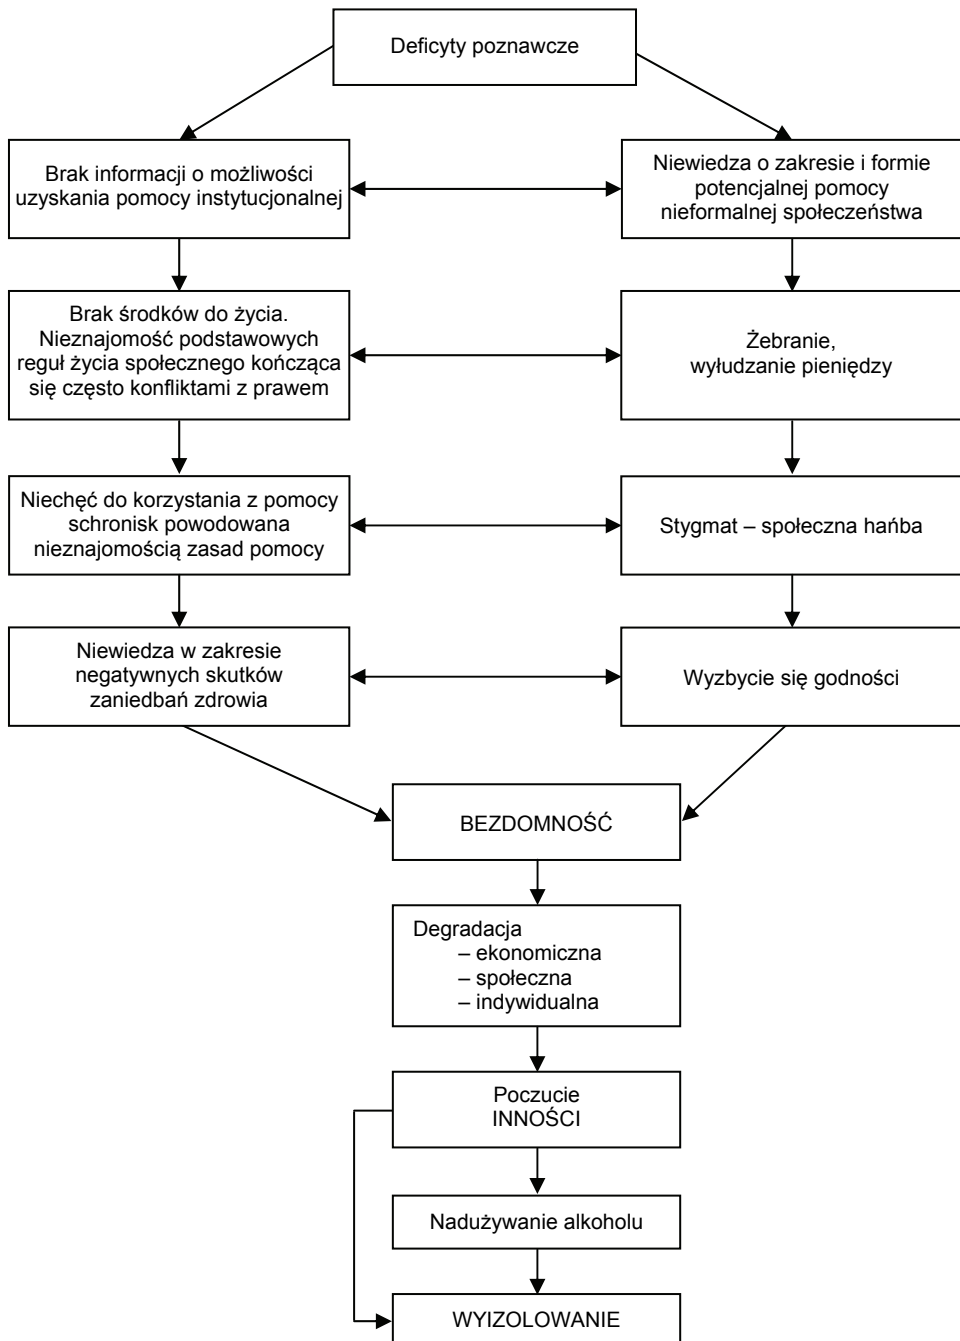 Deficyty poznawcze
Brak informacji o możliwości
uzyskania pomocy instytucjonalnej
Niewiedza o zakresie i formie
potencjalnej pomocy
nieformalnej społeczeństwa
Brak środków do życia.
Nieznajomość podstawowych
reguł życia społecznego kończąca
się często konfliktami z prawem
Żebranie,
wyłudzanie pieniędzy
Niechęć do korzystania z pomocy
schronisk powodowana
nieznajomością zasad pomocy
Stygmat – społeczna hańba
Niewiedza w zakresie
negatywnych skutków
zaniedbań zdrowia
Wyzbycie się godności
BEZDOMNOŚĆ
Degradacja
– ekonomiczna
– społeczna
– indywidualna
Poczucie
INNOŚCI
Nadużywanie alkoholu
WYIZOLOWANIE